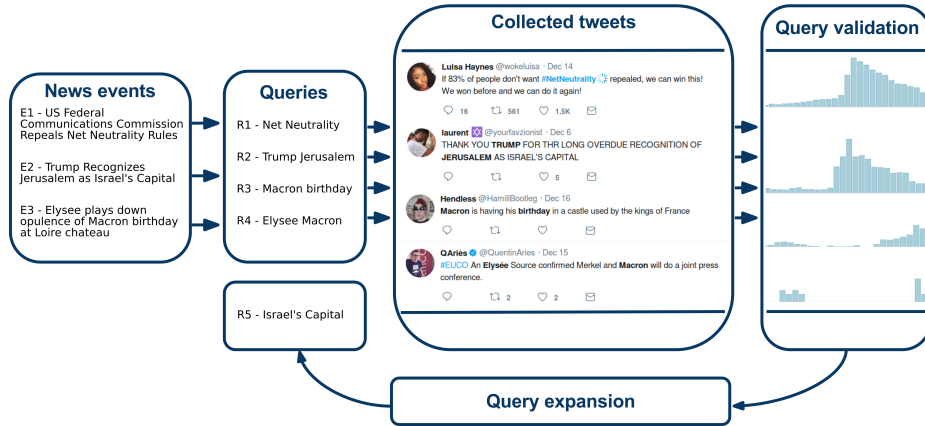 News events
E1 - US Federal
Communications Commission
Repeals Net Neutrality Rules
E2 - Trump Recognizes
Jerusalem as Israel's Capital
E3 - Elysee plays down
opulence of Macron birthday
at Loire chateau
Queries
R1 - Net Neutrality
R2 - Trump Jerusalem
R3 - Macron birthday
R4 - Elysee Macron
R5 - Israel's Capital
Collected tweets
Luisa Haynes @wokeluisa · Dec 14
If 83% of people don't want #NetNeutrality repealed, we can win this!
We won before and we can do it again!
16 561 1.5K
laurent @yourfavzionist · Dec 6
THANK YOU TRUMP FOR THR LONG OVERDUE RECOGNITION OF
JERUSALEM AS ISRAEL'S CAPITAL
5
Hendless @HamillBootleg · Dec 16
Macron is having his birthday in a castle used by the kings of France
QAriès @QuentinAries · Dec 15
#EUCO An Elysée Source confirmed Merkel and Macron will do a joint press
conference.
2 2
Query validation
Query expansion